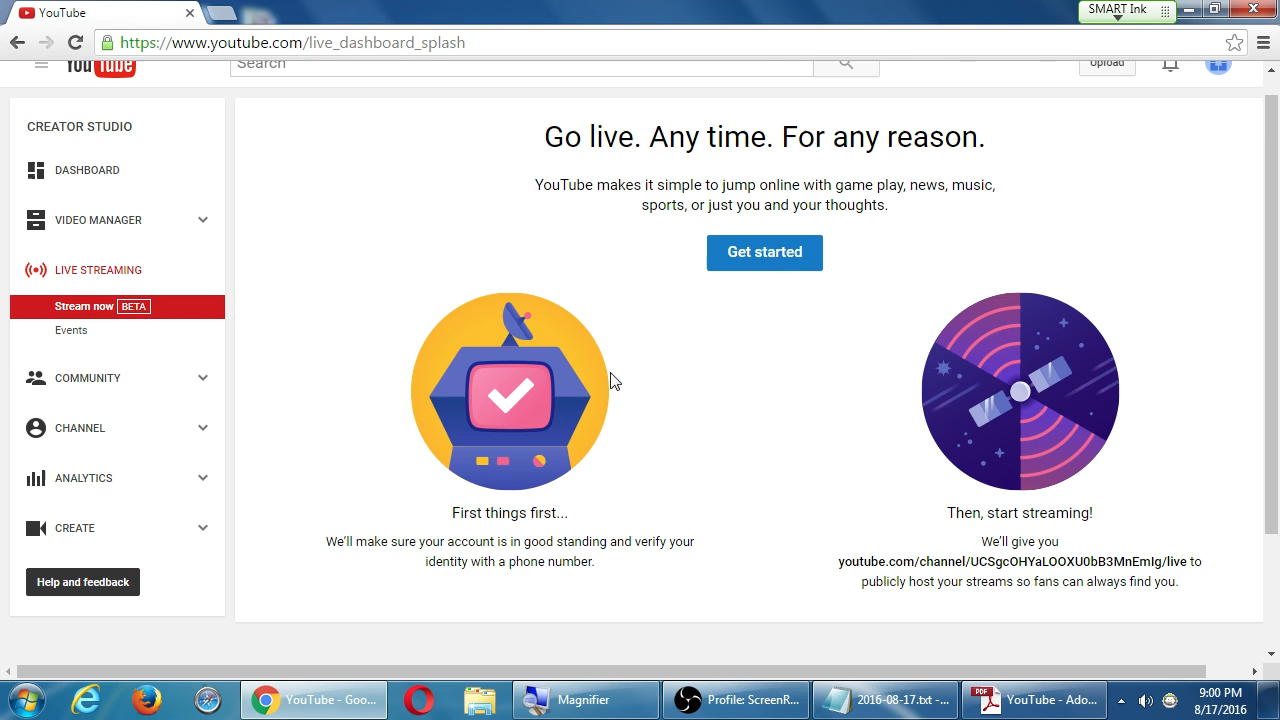 YouTube
SMART Ink
https://www.youtube.com/live_dashboard_splash
YouTube
Search
Upload
CREATOR STUDIO
DASHBOARD
VIDEO MANAGER
LIVE STREAMING
Stream now BETA
Events
COMMUNITY
CHANNEL
ANALYTICS
CREATE
Help and feedback
Go live. Any time. For any reason.
YouTube makes it simple to jump online with game play, news, music,
sports, or just you and your thoughts.
Get started
First things first...
We'll make sure your account is in good standing and verify your
identity with a phone number.
Then, start streaming!
We'll give you
youtube.com/channel/UCSgcOHYaLOOXU0bB3MnEmIg/live to
publicly host your streams so fans can always find you.
YouTube - Goo...
Magnifier
Profile: ScreenR...
2016-08-17.txt -...
PDF
YouTube - Ado...
9:00 PM
8/17/2016